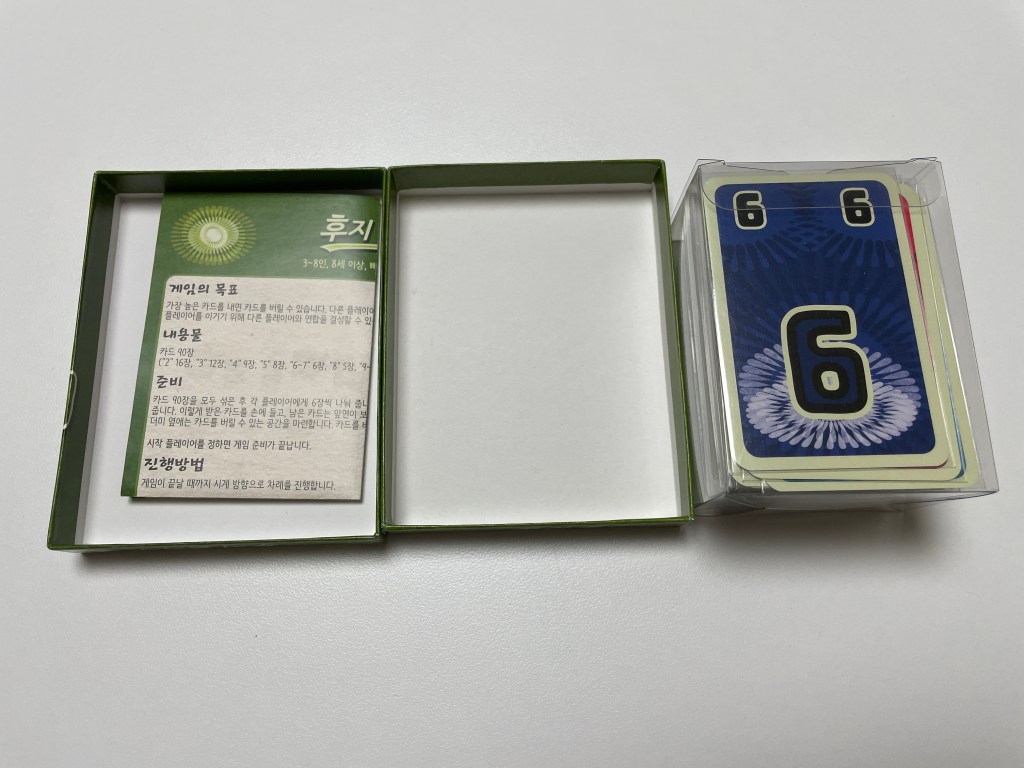 후지
3~8인, 8세 이상,
게임의 목표
가장 높은 카드를 내면 카드를 버릴 수 있습니다. 다른 플레이어
플레이어를 이기기 위해 다른 플레이어와 연합을 결성할 수 있
내용물
카드 90장
("2" 16장, "3" 12장, "4" 9장, "5" 8장, "6~7" 6장, "8" 5장, "9~
준비
카드 90장을 모두 섞은 후 각 플레이어에게 6장씩 나눠 줍니
줍니다. 이렇게 받은 카드를 손에 들고, 남은 카드는 앞면이 보
더미 옆에는 카드를 버릴 수 있는 공간을 마련합니다. 카드를
시작 플레이어를 정하면 게임 준비가 끝납니다.
진행방법
게임이 끝날 때까지 시계 방향으로 차례를 진행합니다.
6 6
6